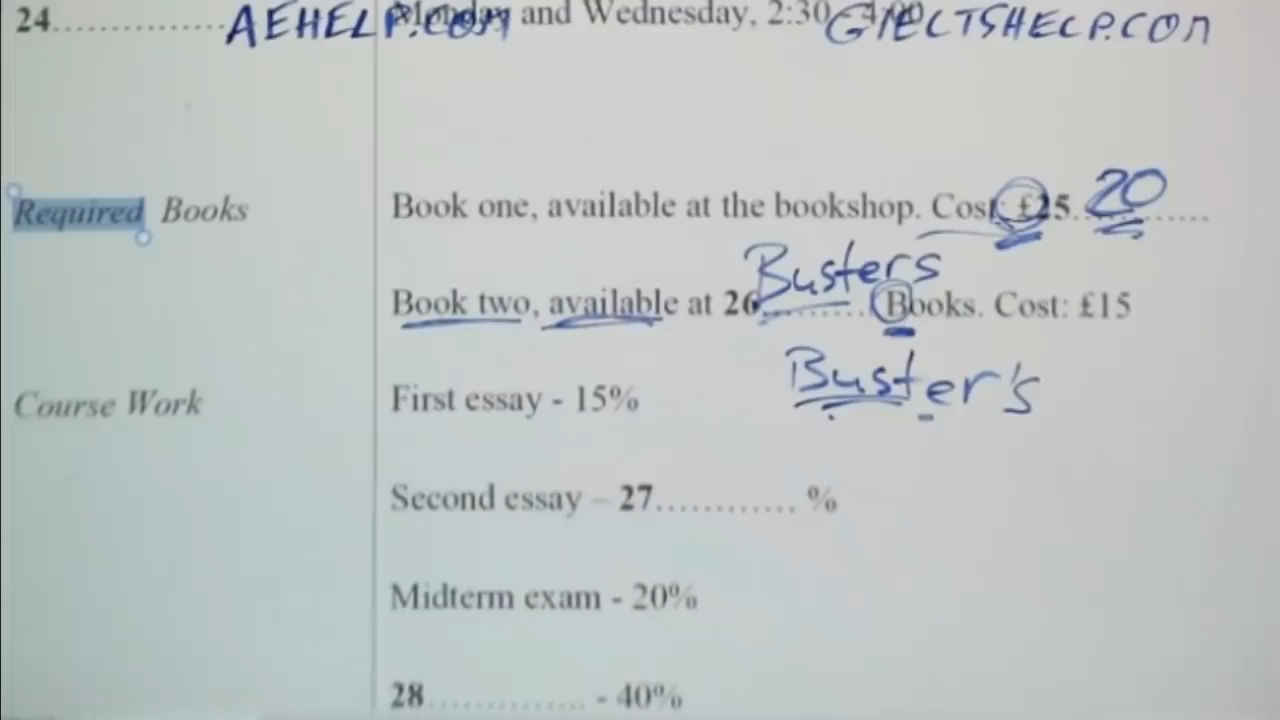 24.............. AEHELP.COM Monday and Wednesday, 2:30 - 4:00 GIELTSHELP.COM
Required Books Book one, available at the bookshop. Cost: £25.............. 20
Busters
Book two, available at 26.............. Books. Cost: £15
Buster's
Course Work First essay - 15%
Second essay – 27............. %
Midterm exam - 20%
28.............. - 40%